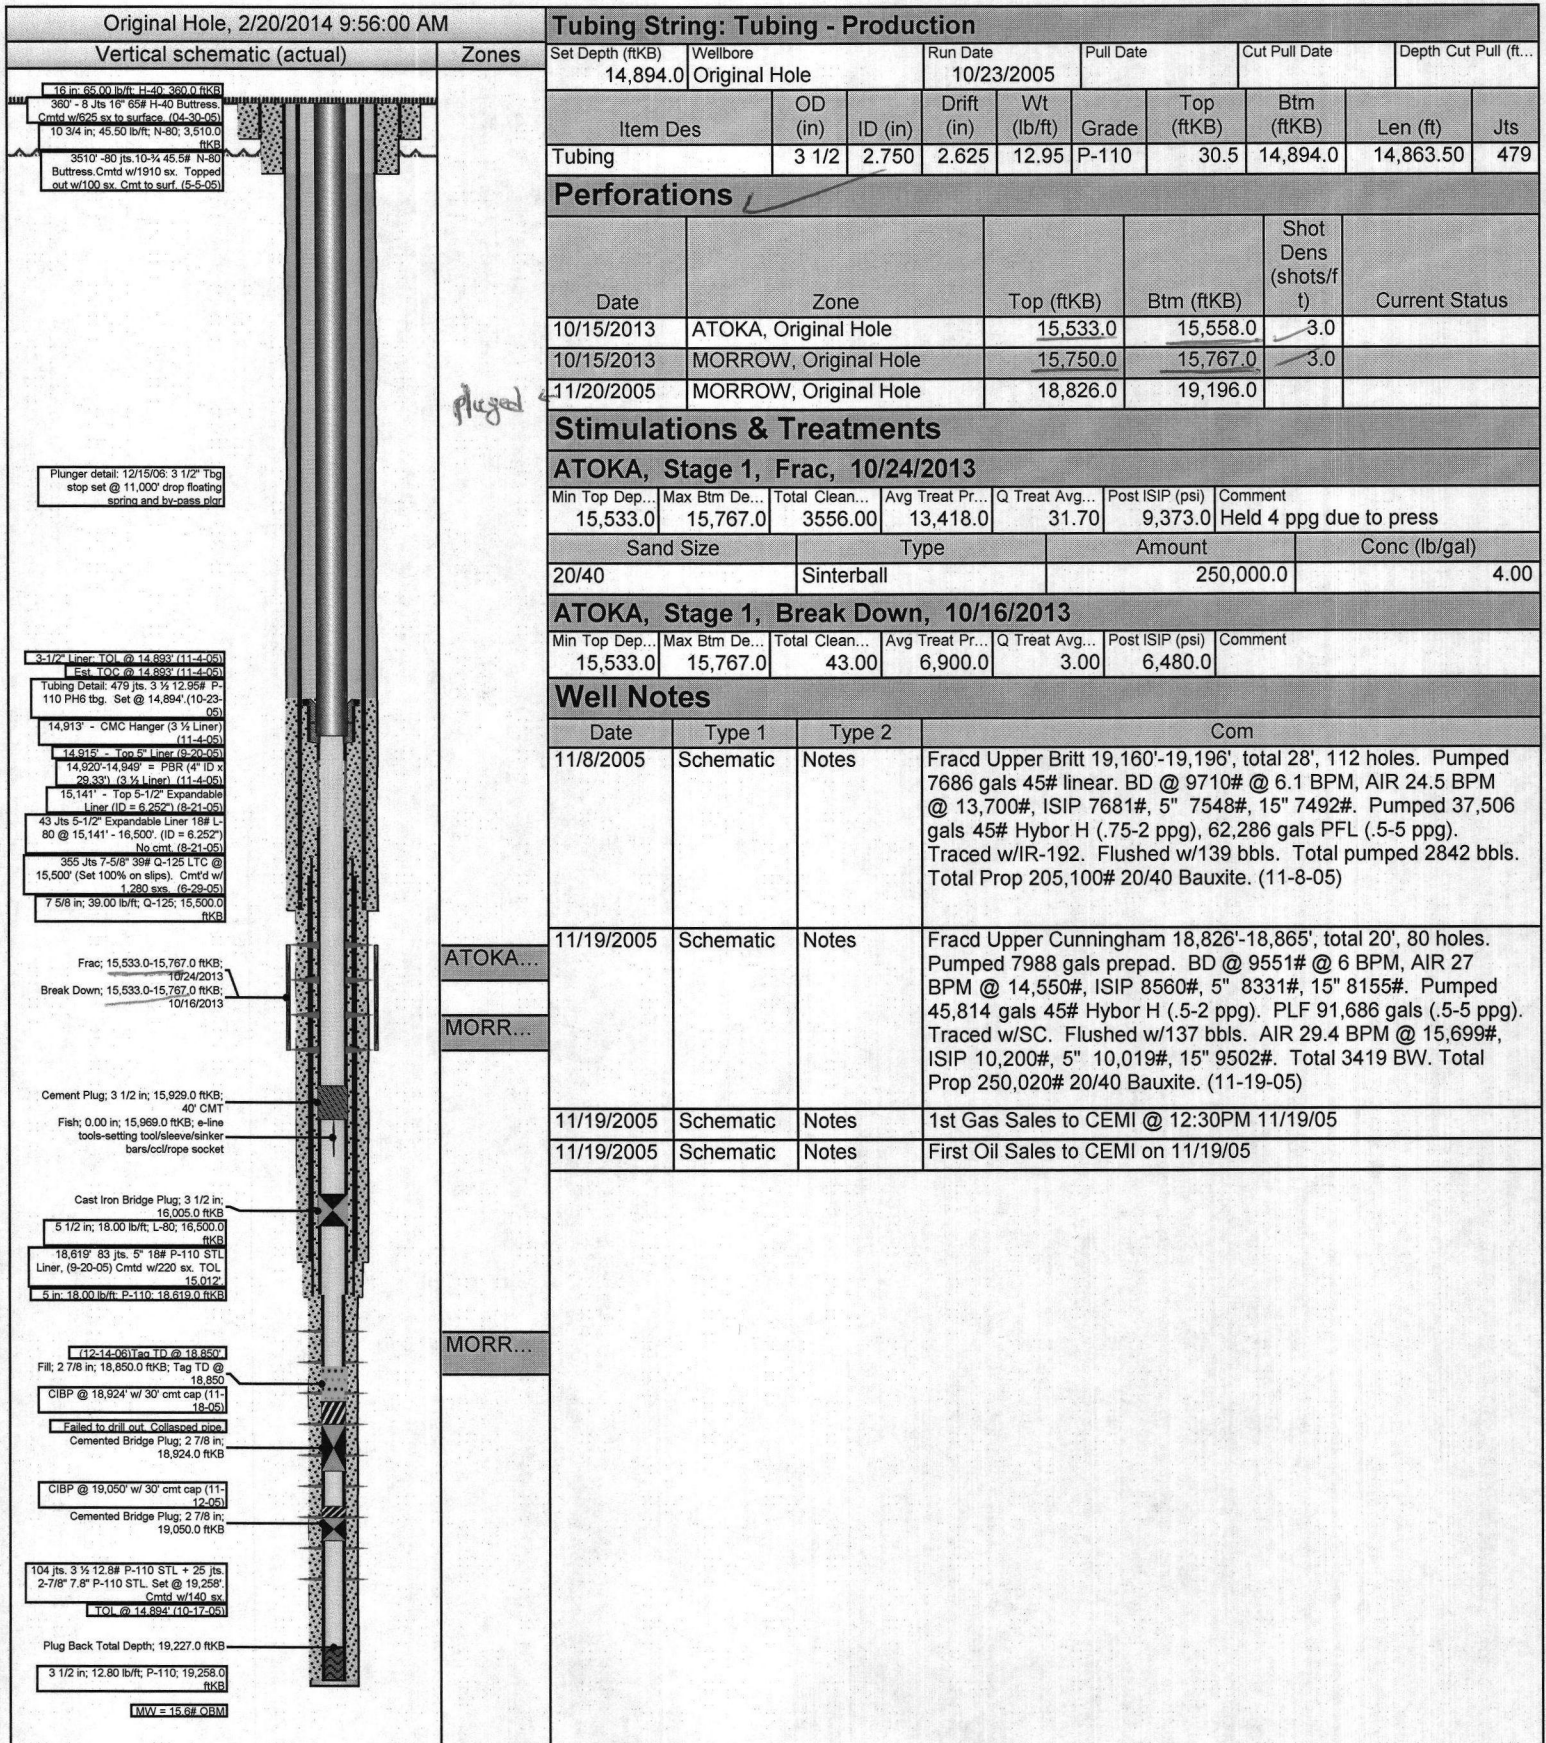 Original Hole, 2/20/2014 9:56:00 AM
Vertical schematic (actual)
Zones
16 in; 65.00 lb/ft; H-40; 360.0 ftKB
360' - 8 Jts 16" 65# H-40 Buttress.
Cmtd w/625 sx to surface. (04-30-05)
10 3/4 in; 45.50 lb/ft; N-80; 3,510.0
ftKB
3510' -80 jts.10-¾ 45.5# N-80
Buttress.Cmtd w/1910 sx. Topped
out w/100 sx. Cmt to surf. (5-5-05)
Plunger detail: 12/15/06: 3 1/2" Tbg
stop set @ 11,000' drop floating
spring and by-pass plgr
3-1/2" Liner: TOL @ 14,893' (11-4-05)
Est. TOC @ 14,893' (11-4-05)
Tubing Detail: 479 jts. 3 ½ 12.95# P-
110 PH6 tbg. Set @ 14,894'.(10-23-
05)
14,913' - CMC Hanger (3 ½ Liner)
(11-4-05)
14,915' - Top 5" Liner (9-20-05)
14,920'-14,949' = PBR (4" ID x
29.33') (3 ½ Liner) (11-4-05)
15,141' - Top 5-1/2" Expandable
Liner (ID = 6.252") (8-21-05)
43 Jts 5-1/2" Expandable Liner 18# L-
80 @ 15,141' - 16,500'. (ID = 6.252")
No cmt. (8-21-05)
355 Jts 7-5/8" 39# Q-125 LTC @
15,500' (Set 100% on slips). Cmt'd w/
1,280 sxs. (6-29-05)
7 5/8 in; 39.00 lb/ft; Q-125; 15,500.0
ftKB
Frac; 15,533.0-15,767.0 ftKB;
10/24/2013
Break Down; 15,533.0-15,767.0 ftKB;
10/16/2013
Cement Plug; 3 1/2 in; 15,929.0 ftKB;
40' CMT
Fish; 0.00 in; 15,969.0 ftKB; e-line
tools-setting tool/sleeve/sinker
bars/ccl/rope socket
Cast Iron Bridge Plug; 3 1/2 in;
16,005.0 ftKB
5 1/2 in; 18.00 lb/ft; L-80; 16,500.0
ftKB
18,619' 83 jts. 5" 18# P-110 STL
Liner, (9-20-05) Cmtd w/220 sx. TOL
15,012'.
5 in; 18.00 lb/ft; P-110; 18,619.0 ftKB
(12-14-06)Tag TD @ 18,850'
Fill; 2 7/8 in; 18,850.0 ftKB; Tag TD @
18,850
CIBP @ 18,924' w/ 30' cmt cap (11-
18-05)
Failed to drill out. Collasped pipe.
Cemented Bridge Plug; 2 7/8 in;
18,924.0 ftKB
CIBP @ 19,050' w/ 30' cmt cap (11-
12-05)
Cemented Bridge Plug; 2 7/8 in;
19,050.0 ftKB
104 jts. 3 ½ 12.8# P-110 STL + 25 jts.
2-7/8" 7.8" P-110 STL. Set @ 19,258'.
Cmtd w/140 sx.
TOL @ 14,894' (10-17-05)
Plug Back Total Depth; 19,227.0 ftKB
3 1/2 in; 12.80 lb/ft; P-110; 19,258.0
ftKB
MW = 15.6# OBM
ATOKA...
MORR...
MORR...
pluged
Tubing String: Tubing - Production
Set Depth (ftKB) Wellbore Run Date Pull Date Cut Pull Date Depth Cut Pull (ft...
14,894.0 Original Hole 10/23/2005
Item Des OD (in) ID (in) Drift (in) Wt (lb/ft) Grade Top (ftKB) Btm (ftKB) Len (ft) Jts
Tubing 3 1/2 2.750 2.625 12.95 P-110 30.5 14,894.0 14,863.50 479
Perforations
Date Zone Top (ftKB) Btm (ftKB) Shot Dens (shots/f t) Current Status
10/15/2013 ATOKA, Original Hole 15,533.0 15,558.0 3.0
10/15/2013 MORROW, Original Hole 15,750.0 15,767.0 3.0
11/20/2005 MORROW, Original Hole 18,826.0 19,196.0
Stimulations & Treatments
ATOKA, Stage 1, Frac, 10/24/2013
Min Top Dep... Max Btm De... Total Clean... Avg Treat Pr... Q Treat Avg... Post ISIP (psi) Comment
15,533.0 15,767.0 3556.00 13,418.0 31.70 9,373.0 Held 4 ppg due to press
Sand Size Type Amount Conc (lb/gal)
20/40 Sinterball 250,000.0 4.00
ATOKA, Stage 1, Break Down, 10/16/2013
Min Top Dep... Max Btm De... Total Clean... Avg Treat Pr... Q Treat Avg... Post ISIP (psi) Comment
15,533.0 15,767.0 43.00 6,900.0 3.00 6,480.0
Well Notes
Date Type 1 Type 2 Com
11/8/2005 Schematic Notes Fracd Upper Britt 19,160'-19,196', total 28', 112 holes. Pumped
7686 gals 45# linear. BD @ 9710# @ 6.1 BPM, AIR 24.5 BPM
@ 13,700#, ISIP 7681#, 5" 7548#, 15" 7492#. Pumped 37,506
gals 45# Hybor H (.75-2 ppg), 62,286 gals PFL (.5-5 ppg).
Traced w/IR-192. Flushed w/139 bbls. Total pumped 2842 bbls.
Total Prop 205,100# 20/40 Bauxite. (11-8-05)
11/19/2005 Schematic Notes Fracd Upper Cunningham 18,826'-18,865', total 20', 80 holes.
Pumped 7988 gals prepad. BD @ 9551# @ 6 BPM, AIR 27
BPM @ 14,550#, ISIP 8560#, 5" 8331#, 15" 8155#. Pumped
45,814 gals 45# Hybor H (.5-2 ppg). PLF 91,686 gals (.5-5 ppg).
Traced w/SC. Flushed w/137 bbls. AIR 29.4 BPM @ 15,699#,
ISIP 10,200#, 5" 10,019#, 15" 9502#. Total 3419 BW. Total
Prop 250,020# 20/40 Bauxite. (11-19-05)
11/19/2005 Schematic Notes 1st Gas Sales to CEMI @ 12:30PM 11/19/05
11/19/2005 Schematic Notes First Oil Sales to CEMI on 11/19/05